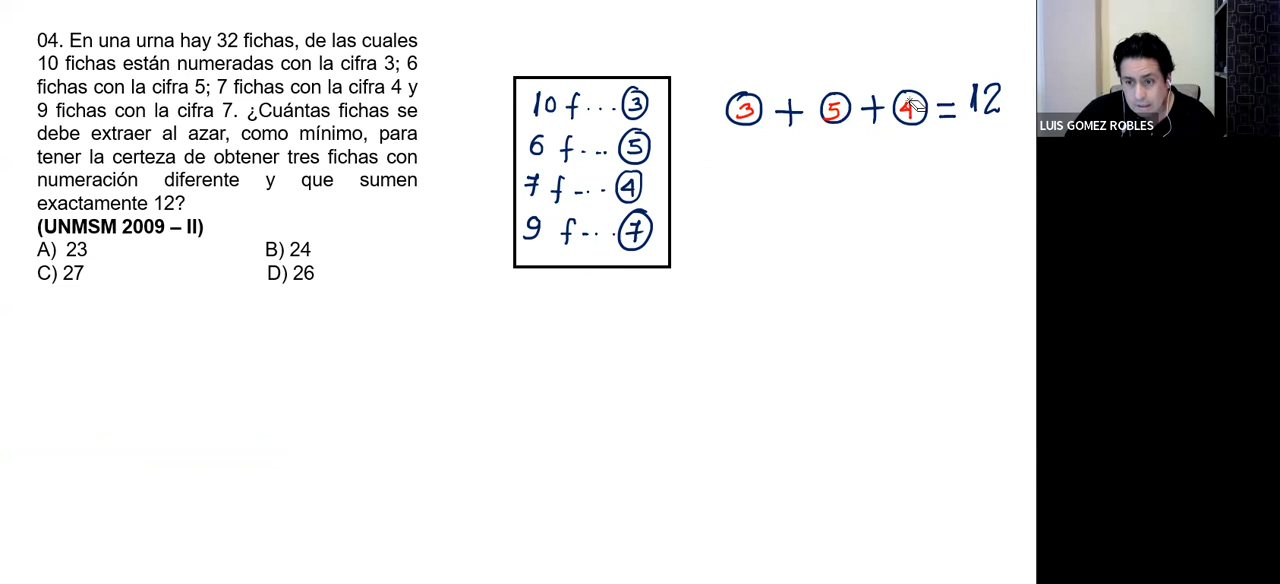 04. En una urna hay 32 fichas, de las cuales
10 fichas están numeradas con la cifra 3; 6
fichas con la cifra 5; 7 fichas con la cifra 4 y
9 fichas con la cifra 7. ¿Cuántas fichas se
debe extraer al azar, como mínimo, para
tener la certeza de obtener tres fichas con
numeración diferente y que sumen
exactamente 12?
(UNMSM 2009 – II)
A) 23 B) 24
C) 27 D) 26
10 f... 3
6 f... 5
7 f... 4
9 f... 7
3 + 5 + 4 = 12
LUIS GOMEZ ROBLES